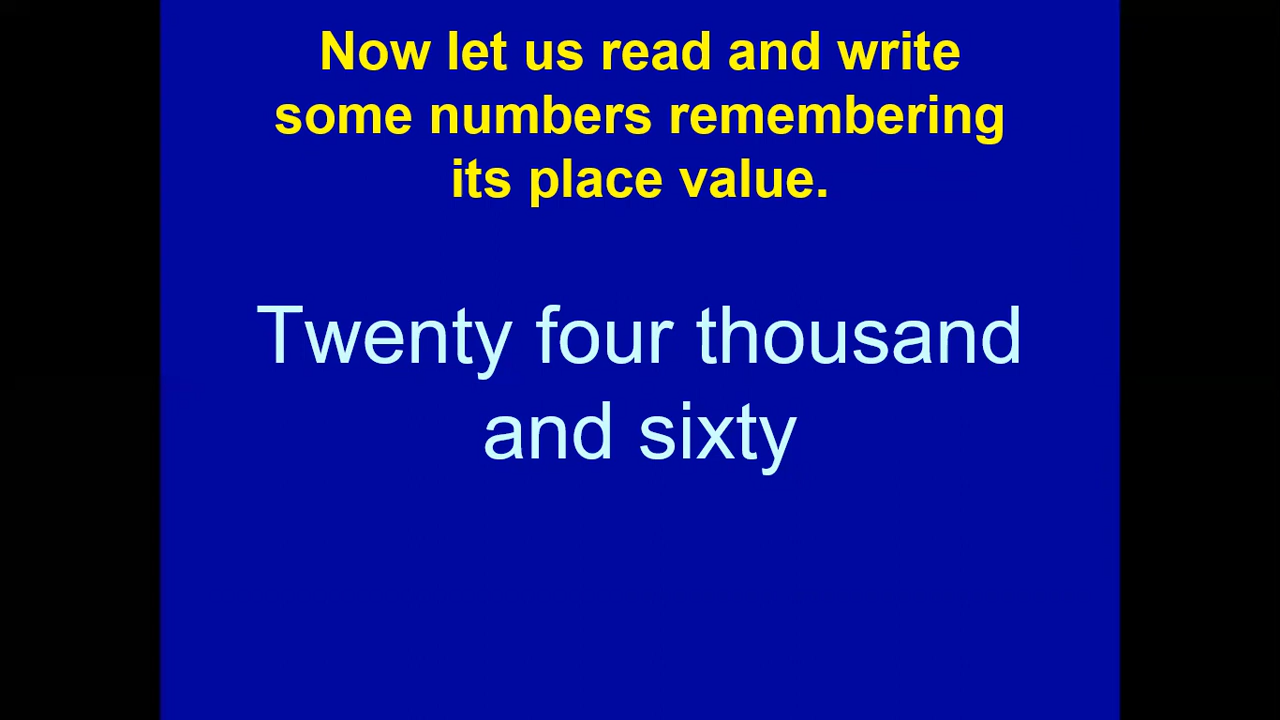 Now let us read and write
some numbers remembering
its place value.
Twenty four thousand
and sixty